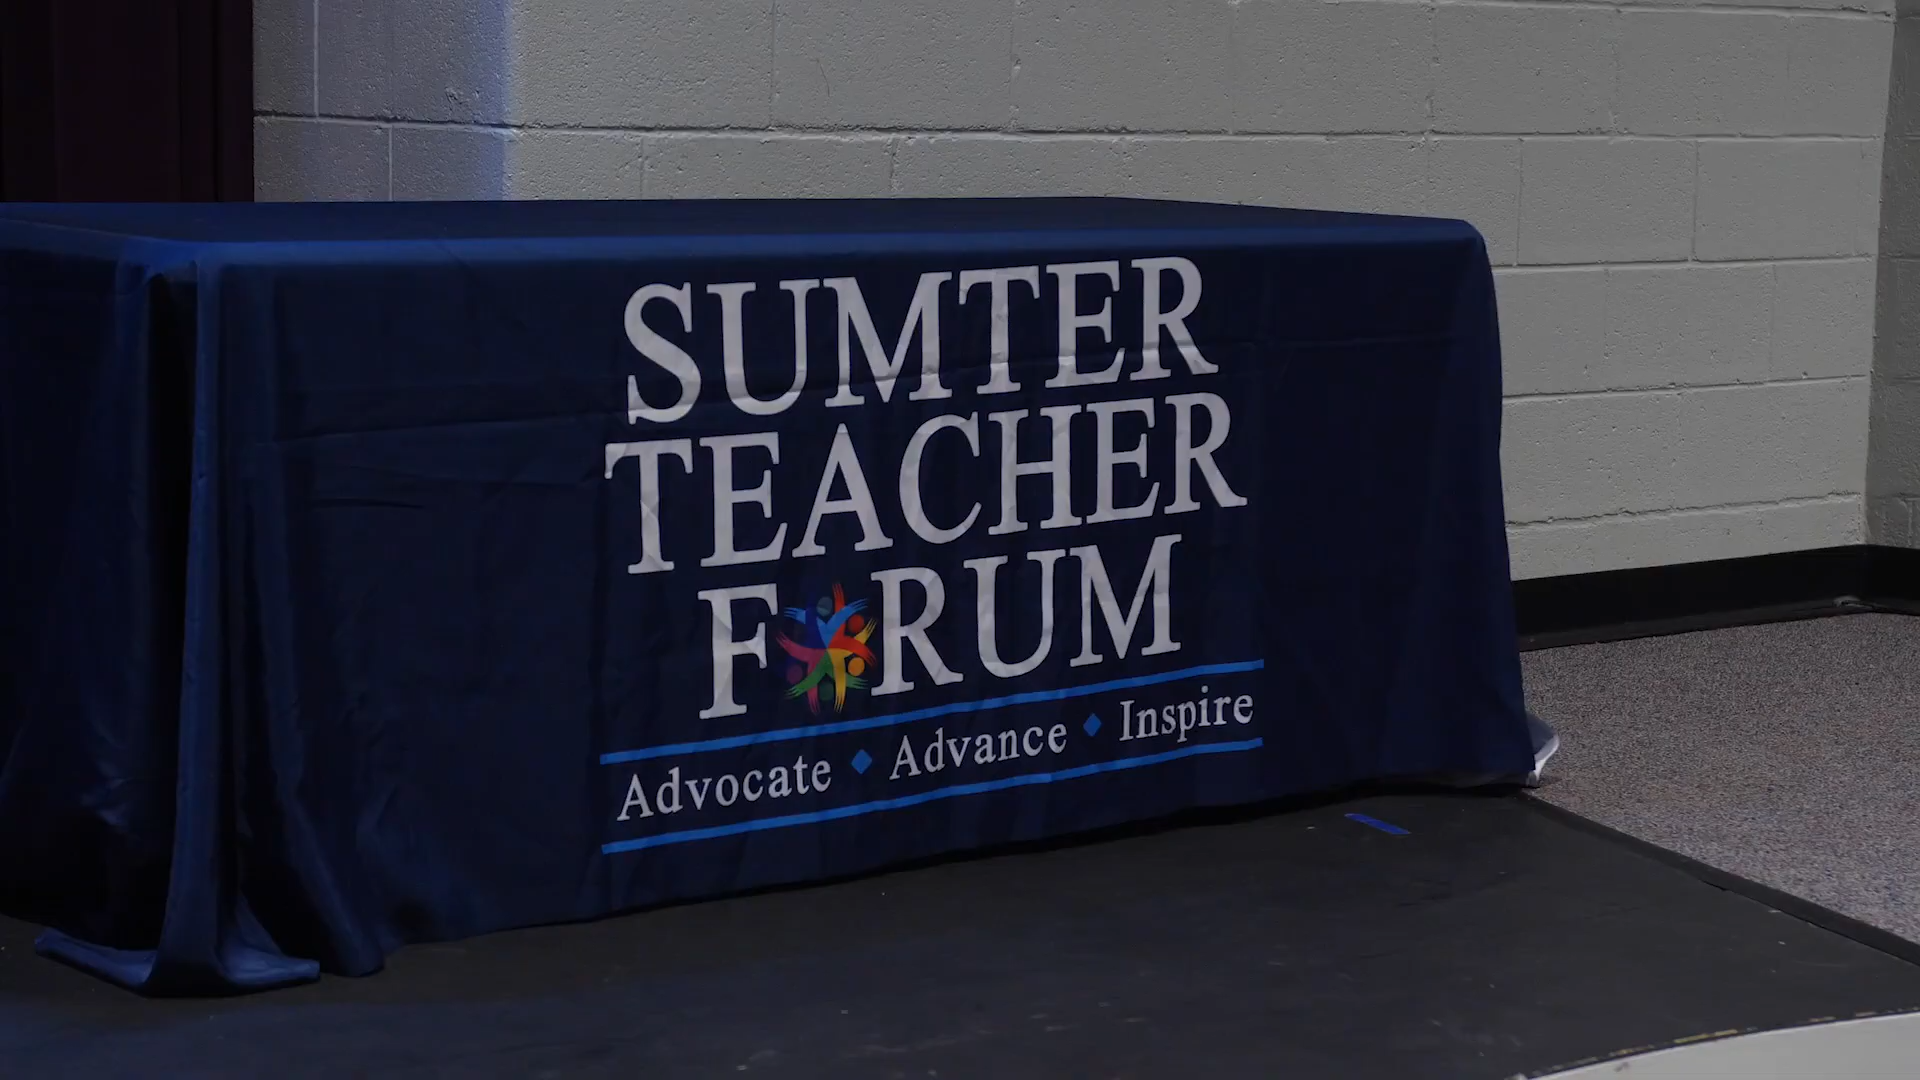 SUMTER
TEACHER
FORUM
Advocate ◆ Advance ◆ Inspire